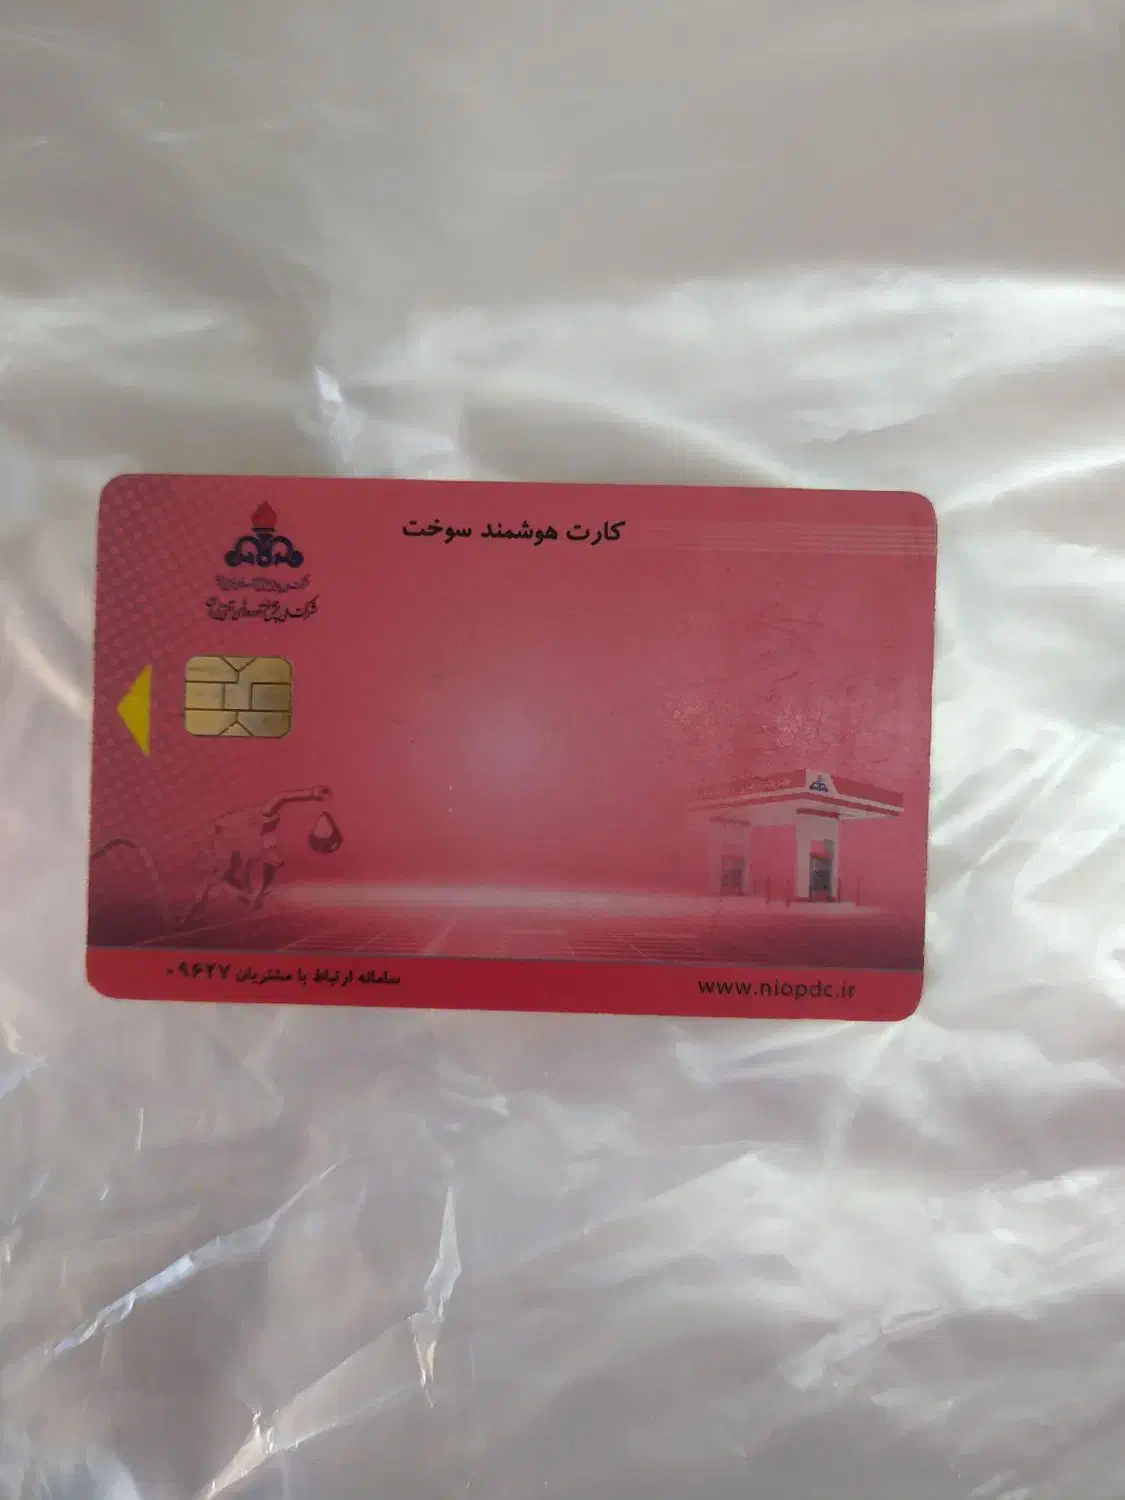 کارت هوشمند سوخت
سامانه ارتباط با مشتریان ۰۹۶۲۷
www.niopdc.ir